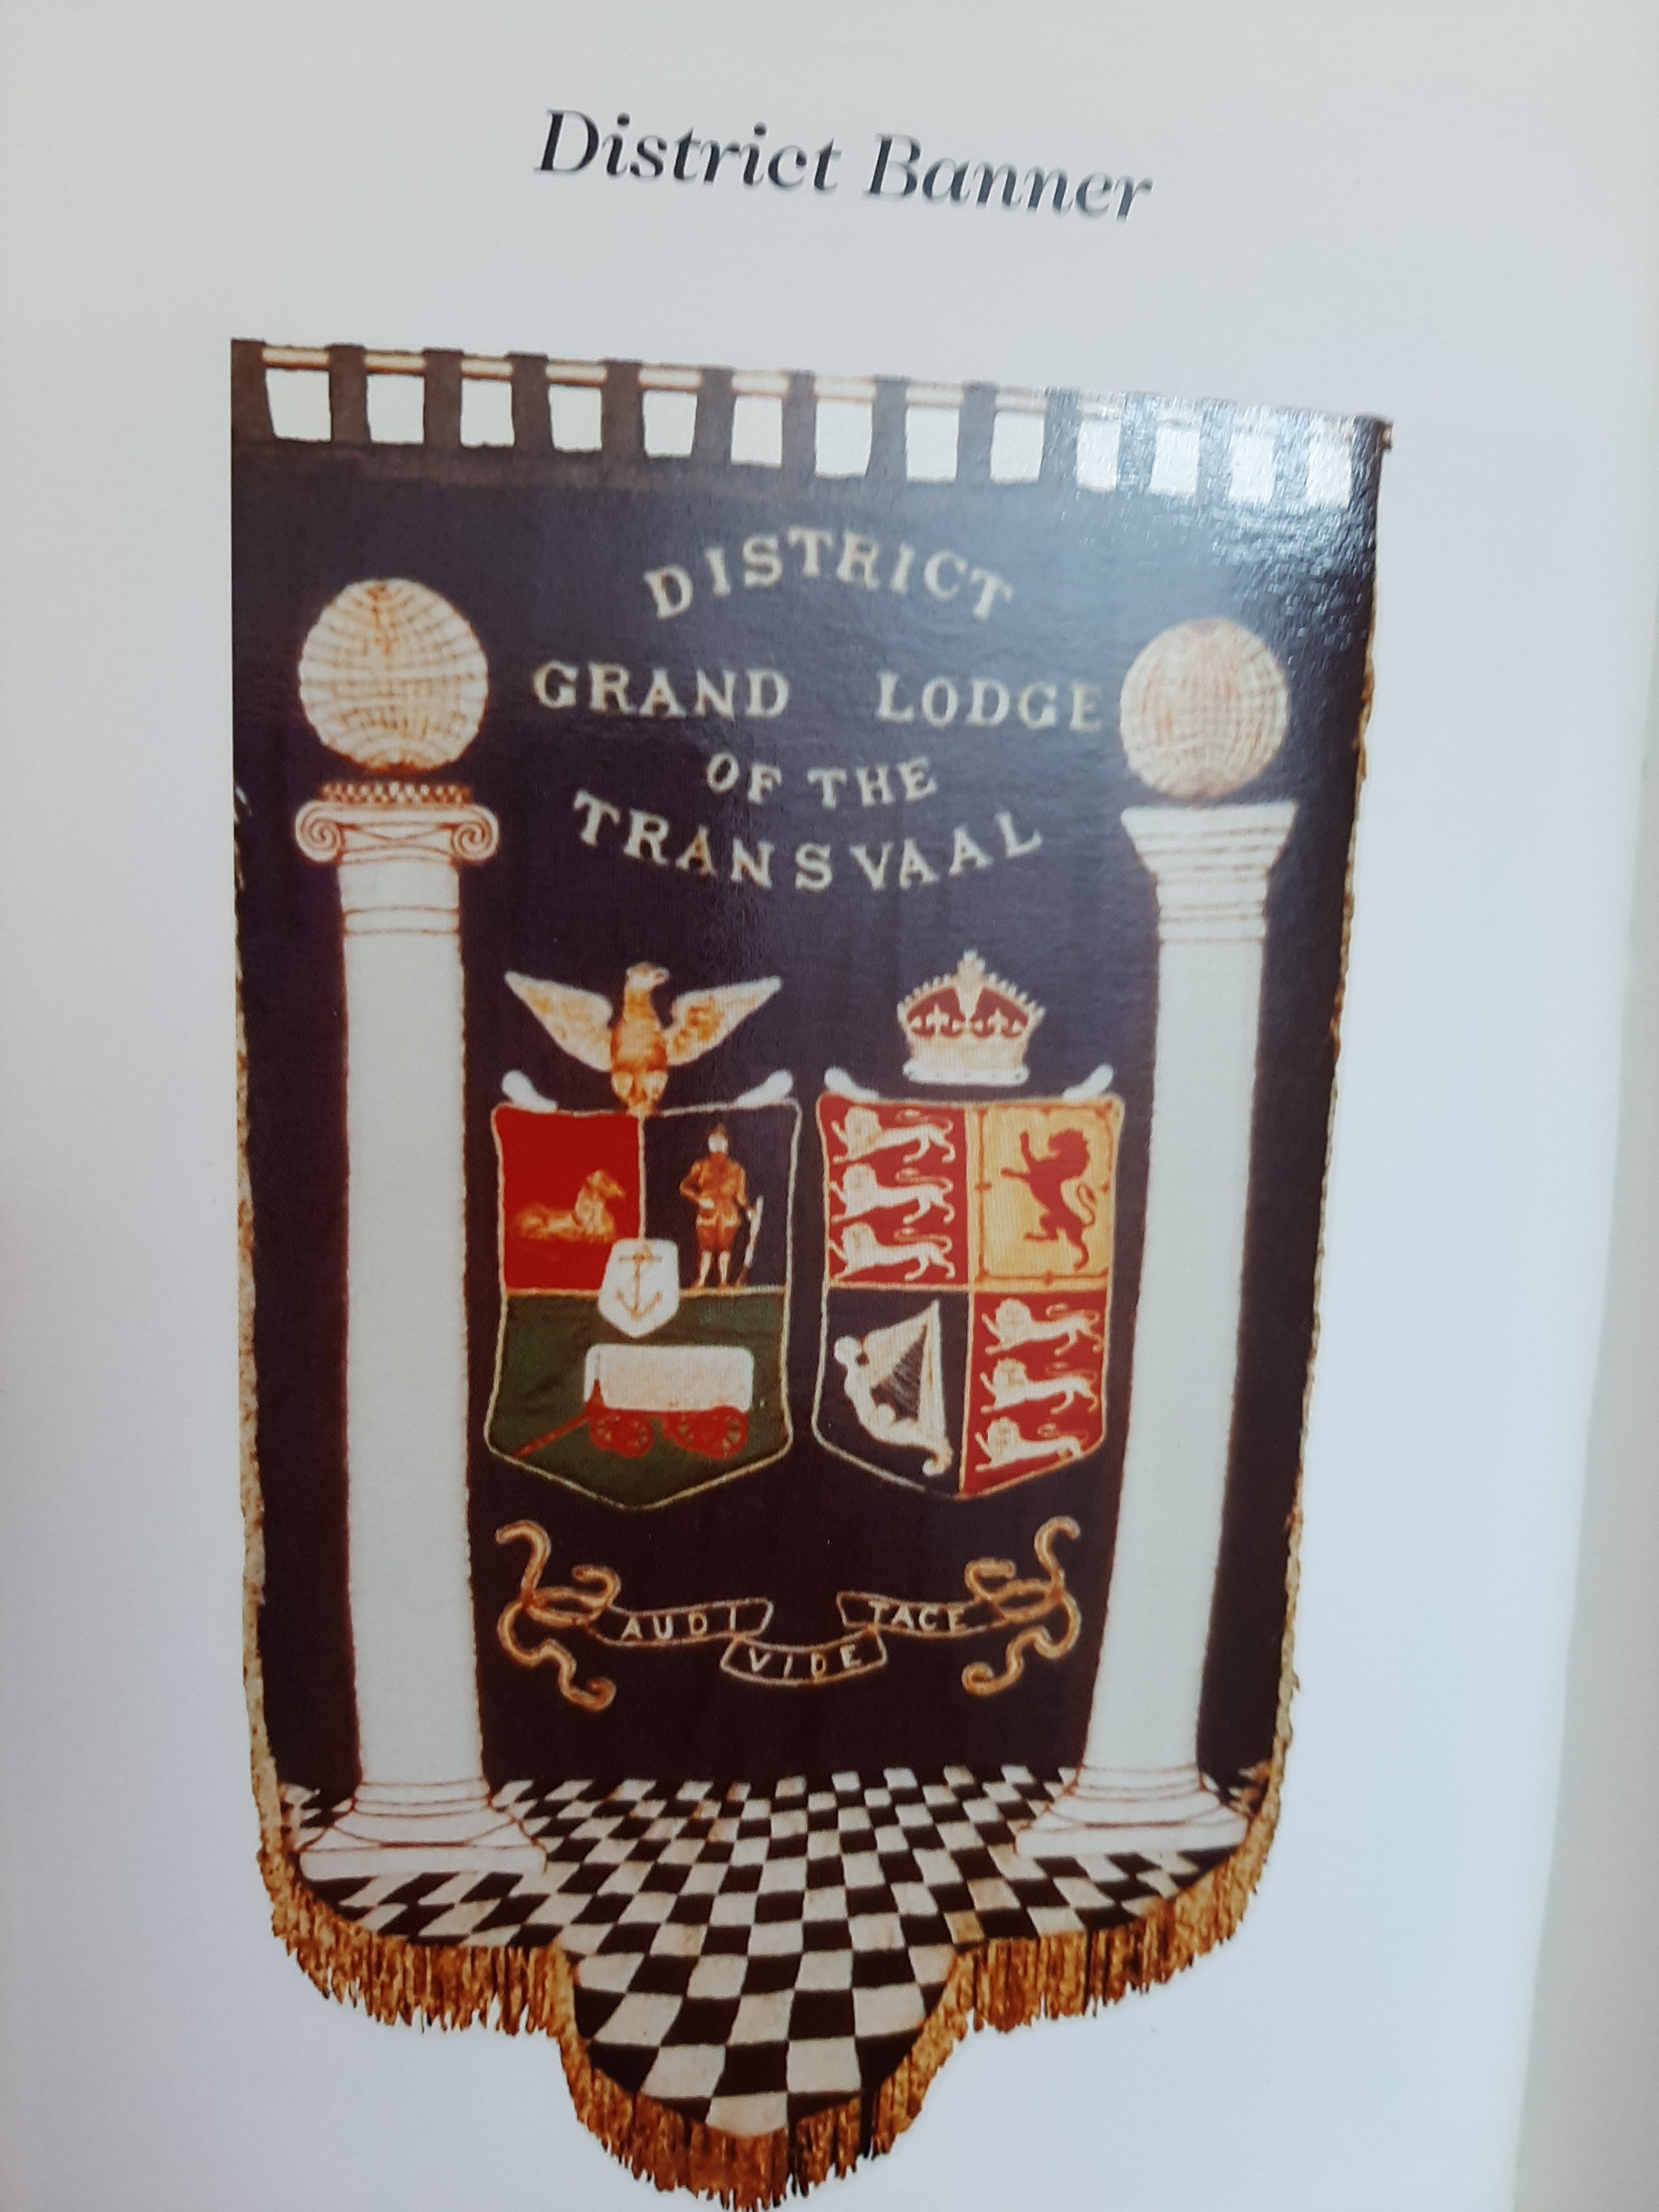 District Banner
DISTRICT
GRAND LODGE
OF THE
TRANSVAAL
AUDI VIDE TACE